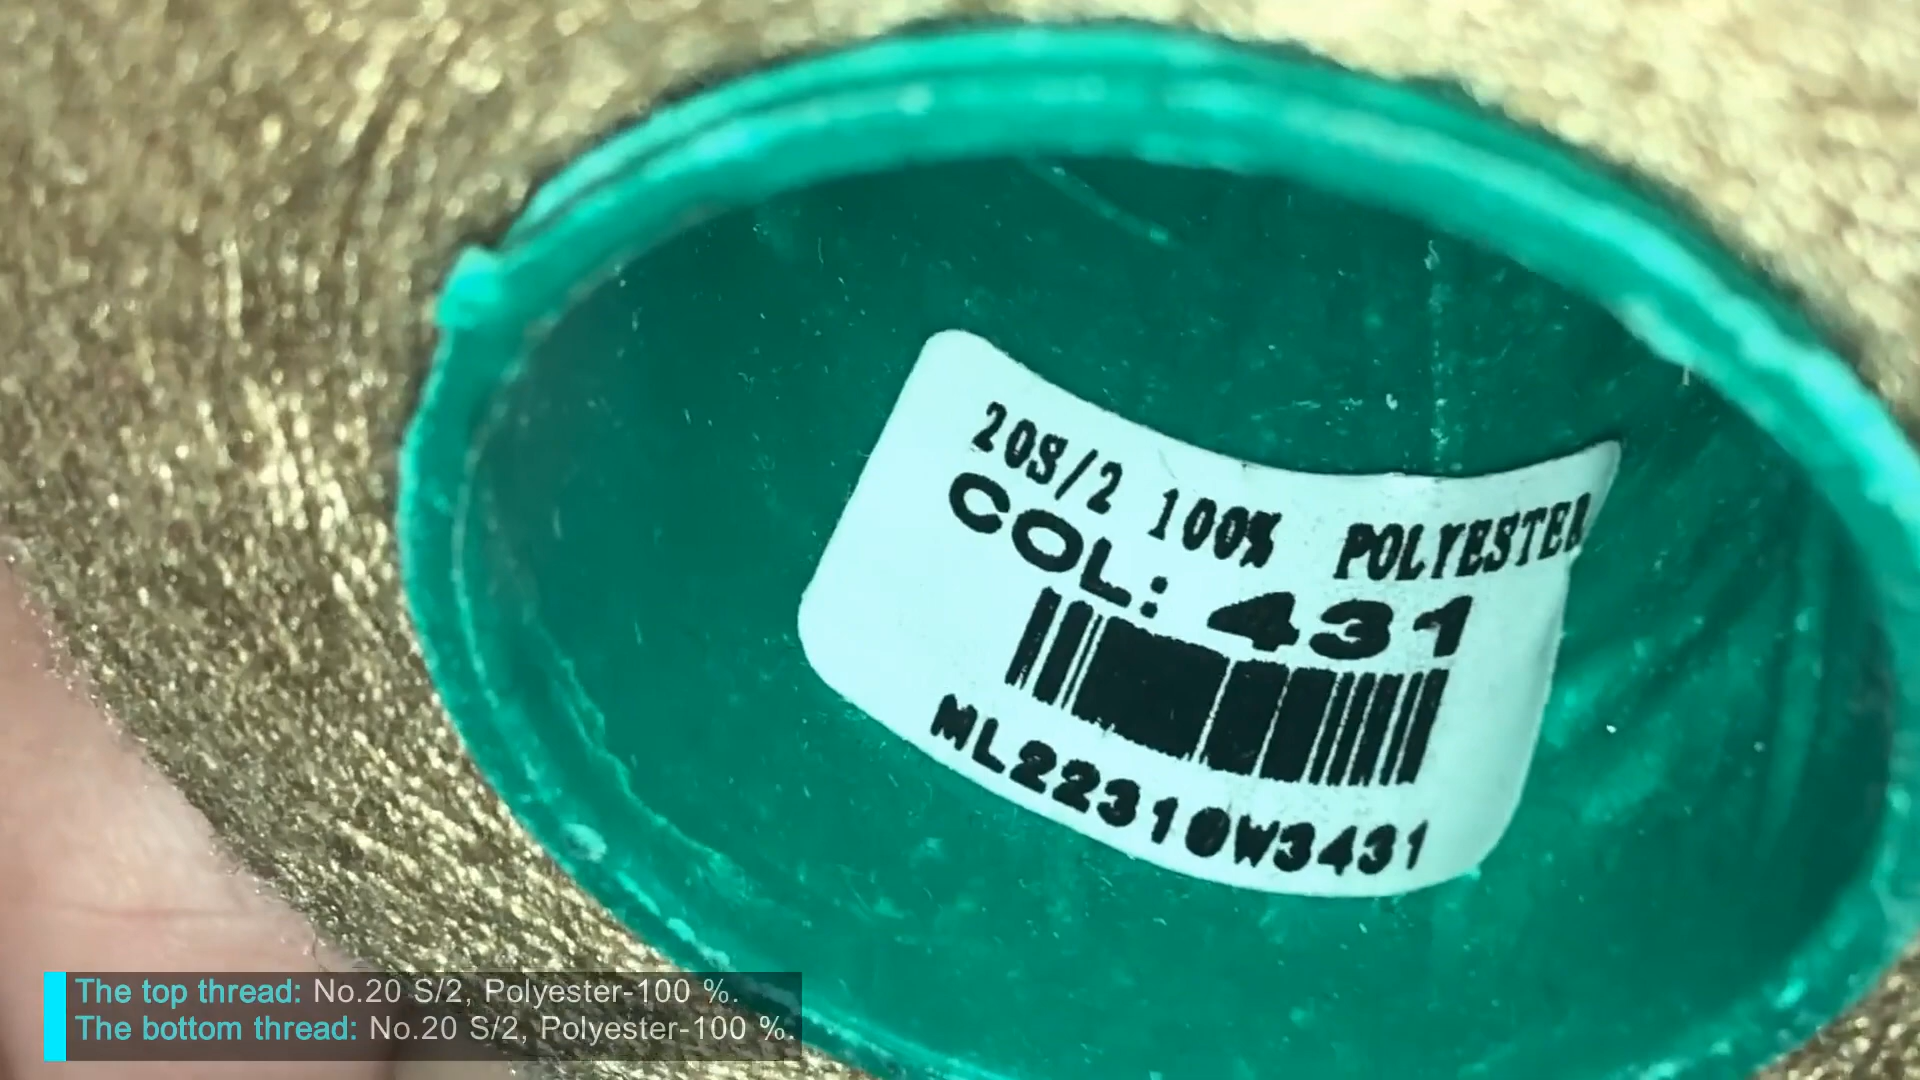 20S/2 100% POLYESTER
COL: 431
ML22310W3431
The top thread: No.20 S/2, Polyester-100 %.
The bottom thread: No.20 S/2, Polyester-100 %.